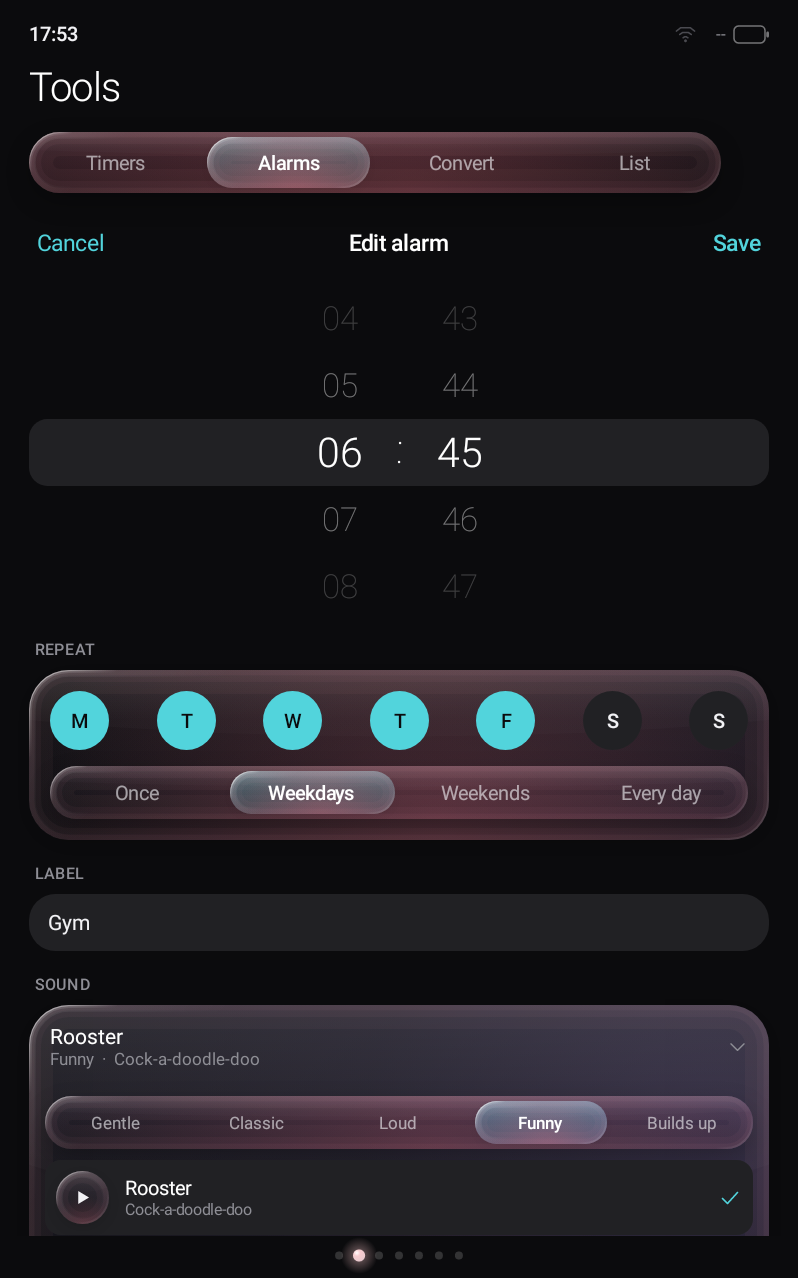 17:53 --
Tools
Timers Alarms Convert List
Cancel Edit alarm Save
04 43
05 44
06 : 45
07 46
08 47
REPEAT
M T W T F S S
Once Weekdays Weekends Every day
LABEL
Gym
SOUND
Rooster
Funny · Cock-a-doodle-doo
Gentle Classic Loud Funny Builds up
Rooster
Cock-a-doodle-doo